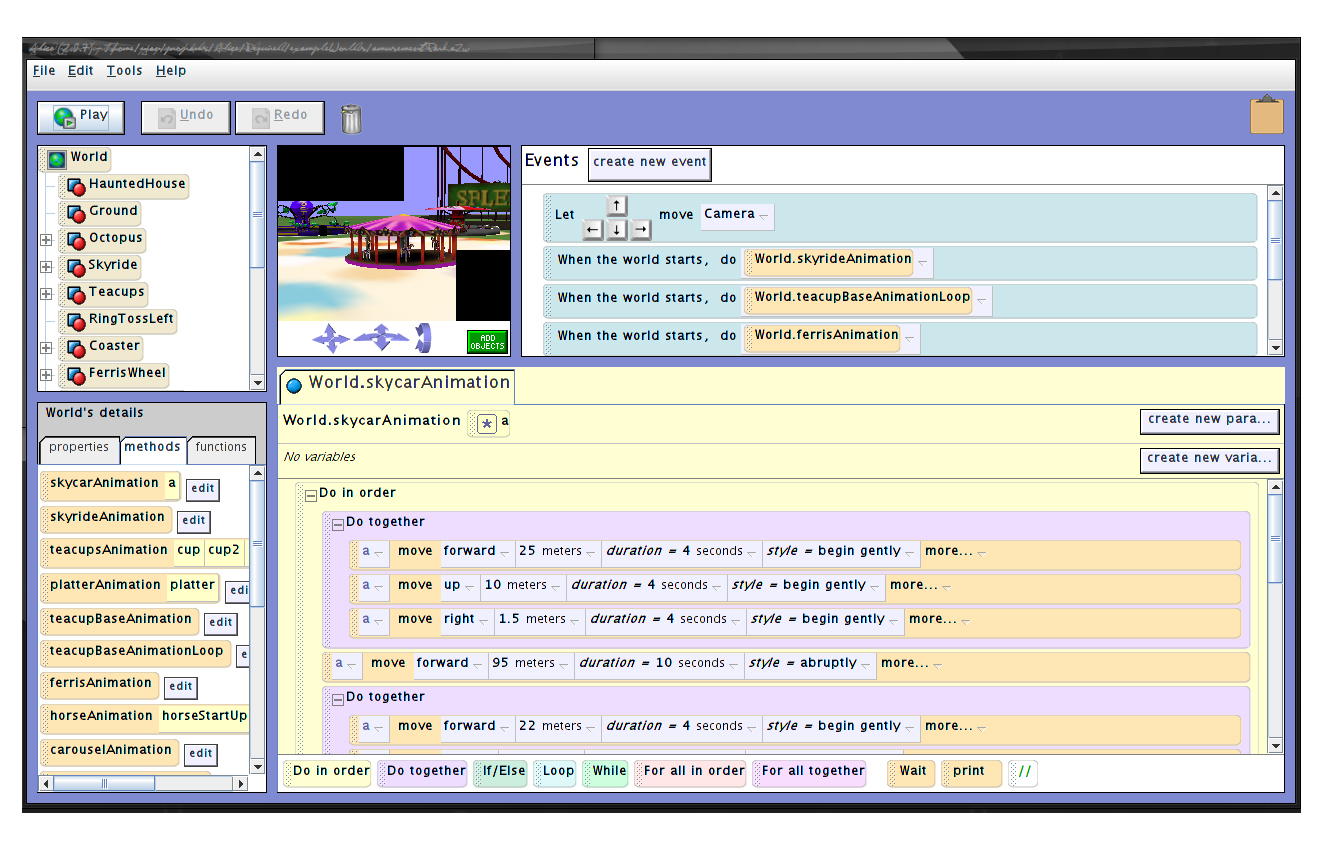 File Edit Tools Help
Play Undo Redo
World
HauntedHouse
Ground
Octopus
Skyride
Teacups
RingTossLeft
Coaster
FerrisWheel
ADD
OBJECTS
Events create new event
Let ↑ ← ↓ → move Camera
When the world starts, do World.skyrideAnimation
When the world starts, do World.teacupBaseAnimationLoop
When the world starts, do World.ferrisAnimation
World's details
properties methods functions
skycarAnimation a edit
skyrideAnimation edit
teacupsAnimation cup cup2
platterAnimation platter edi
teacupBaseAnimation edit
teacupBaseAnimationLoop e
ferrisAnimation edit
horseAnimation horseStartUp
carouselAnimation edit
World.skycarAnimation
World.skycarAnimation * a create new para...
No variables create new varia...
Do in order
Do together
a move forward 25 meters duration = 4 seconds style = begin gently more...
a move up 10 meters duration = 4 seconds style = begin gently more...
a move right 1.5 meters duration = 4 seconds style = begin gently more...
a move forward 95 meters duration = 10 seconds style = abruptly more...
Do together
a move forward 22 meters duration = 4 seconds style = begin gently more...
Do in order Do together If/Else Loop While For all in order For all together Wait print //